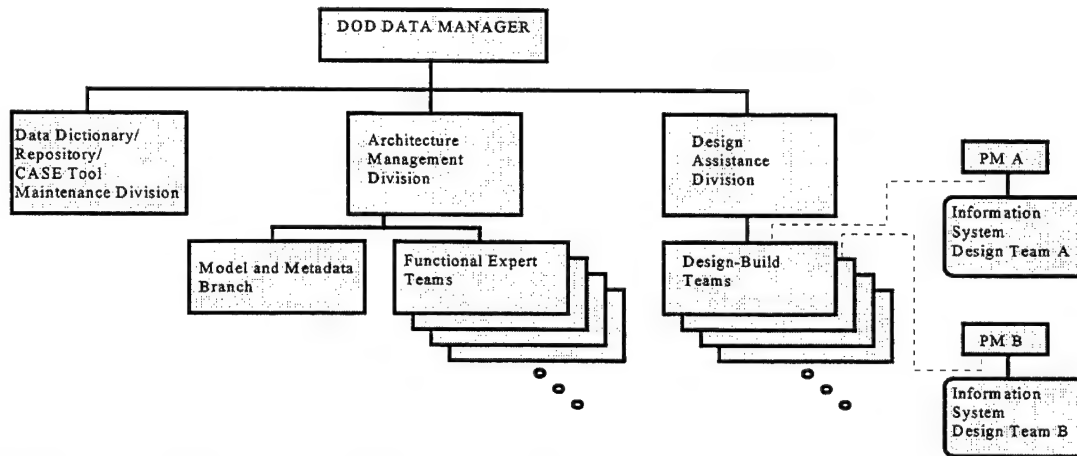 DOD DATA MANAGER
Data Dictionary/
Repository/
CASE Tool
Maintenance Division
Architecture
Management
Division
Design
Assistance
Division
PM A
Information
System
Design Team A
Model and Metadata
Branch
Functional Expert
Teams
Design-Build
Teams
PM B
Information
System
Design Team B